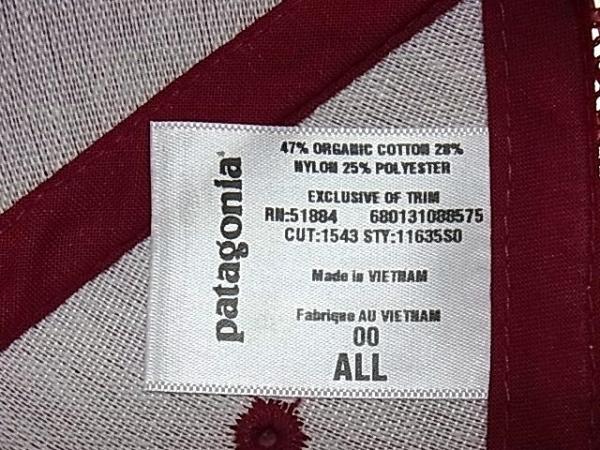 patagonia
47% ORGANIC COTTON 28%
NYLON 25% POLYESTER
EXCLUSIVE OF TRIM
RN:51884 680131088575
CUT:1543 STY:11635S0
Made in VIETNAM
Fabrique AU VIETNAM
00
ALL